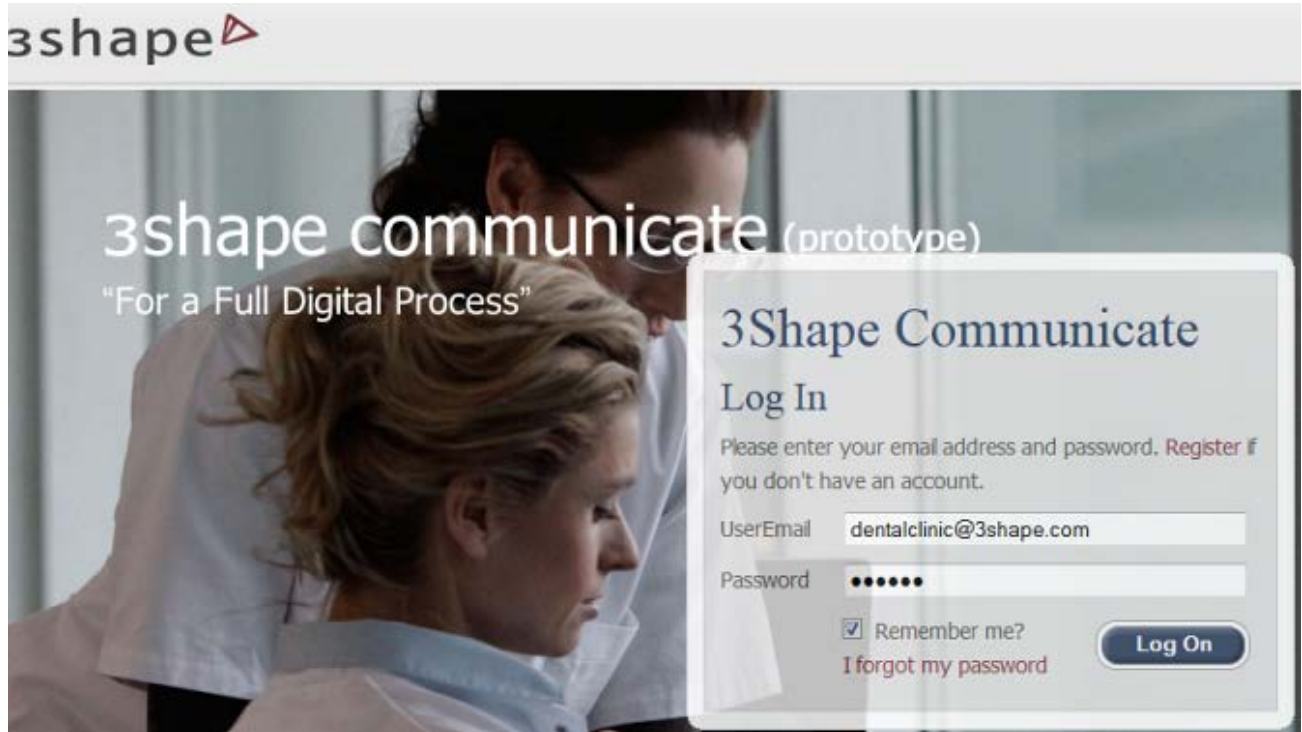 3shape
3shape communicate (prototype)
“For a Full Digital Process”
3Shape Communicate
Log In
Please enter your email address and password. Register if
you don't have an account.
UserEmail dentalclinic@3shape.com
Password ••••••
Remember me?
I forgot my password
Log On